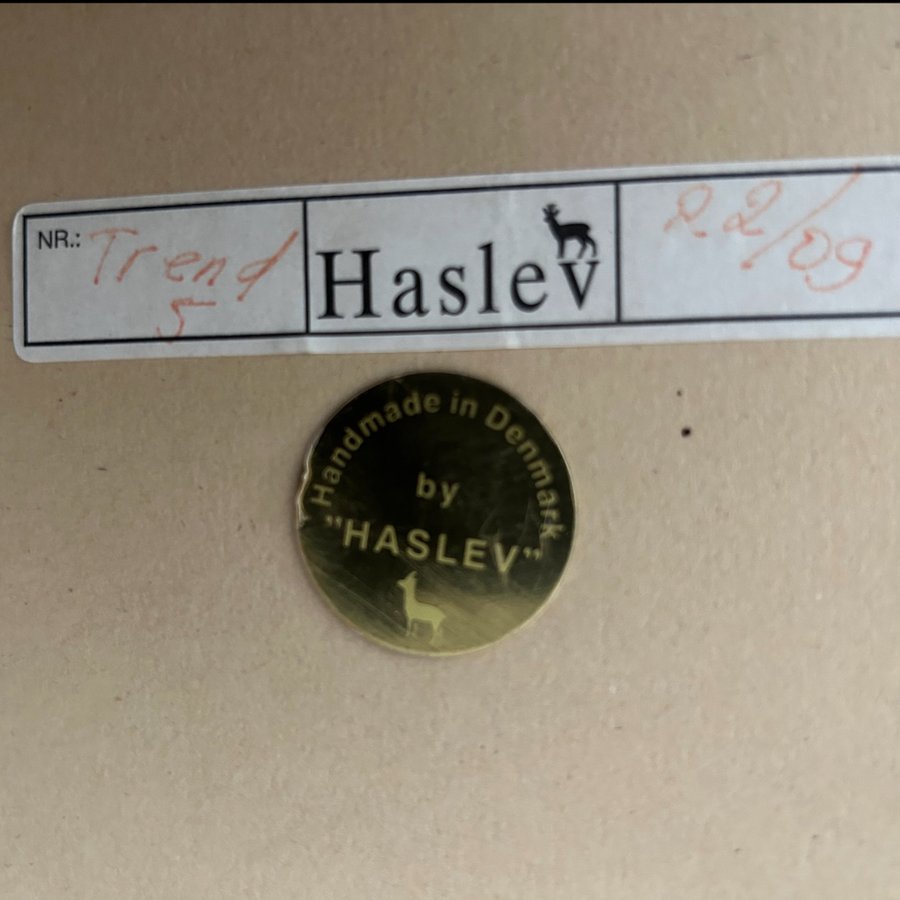 NR.: Trend
5
Haslev
22/09
Handmade in Denmark
by
"HASLEV"